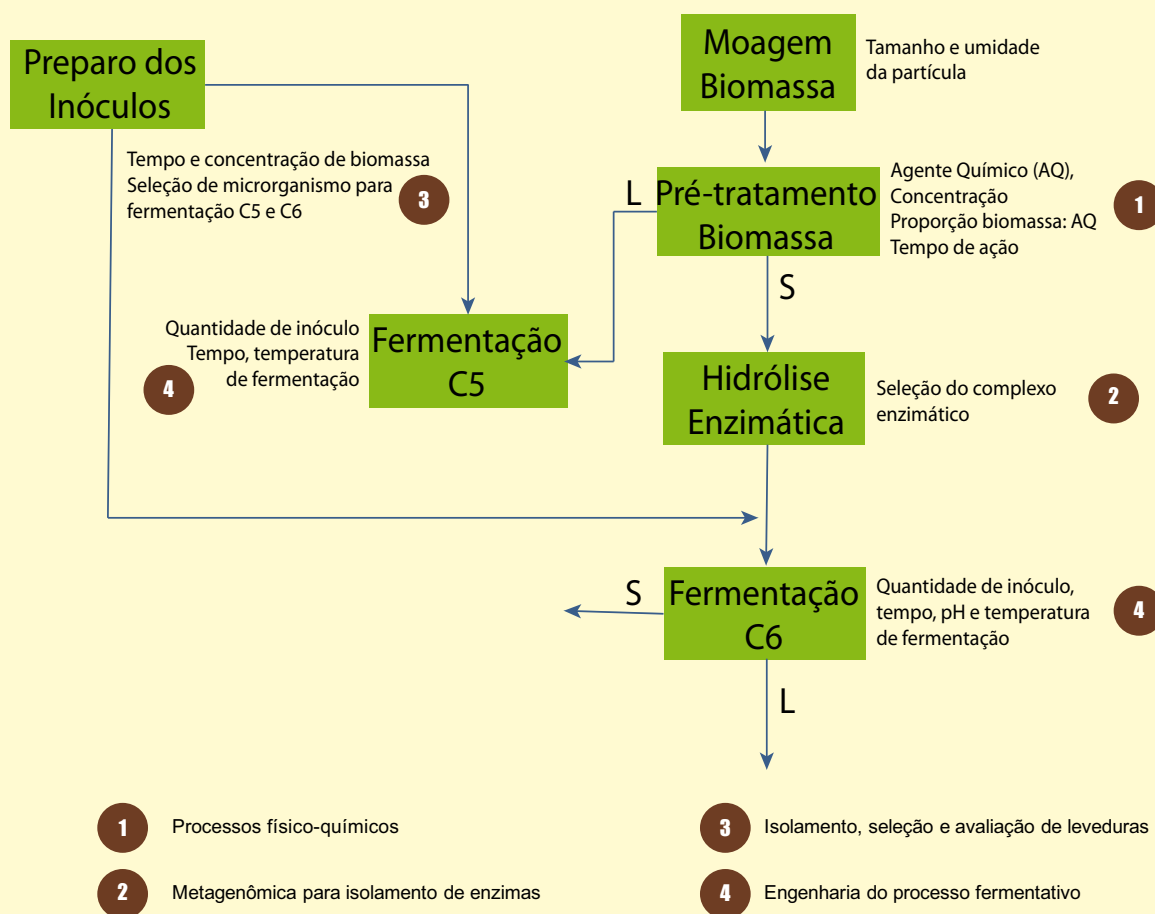 Preparo dos
Inóculos
Moagem
Biomassa
Tamanho e umidade
da partícula
Tempo e concentração de biomassa
Seleção de microrganismo para
fermentação C5 e C6
3
L
Pré-tratamento
Biomassa
Agente Químico (AQ),
Concentração
Proporção biomassa: AQ
Tempo de ação
1
S
Quantidade de inóculo
Tempo, temperatura
de fermentação
4
Fermentação
C5
Hidrólise
Enzimática
Seleção do complexo
enzimático
2
S
Fermentação
C6
Quantidade de inóculo,
tempo, pH e temperatura
de fermentação
4
L
1 Processos físico-químicos
3 Isolamento, seleção e avaliação de leveduras
2 Metagenômica para isolamento de enzimas
4 Engenharia do processo fermentativo